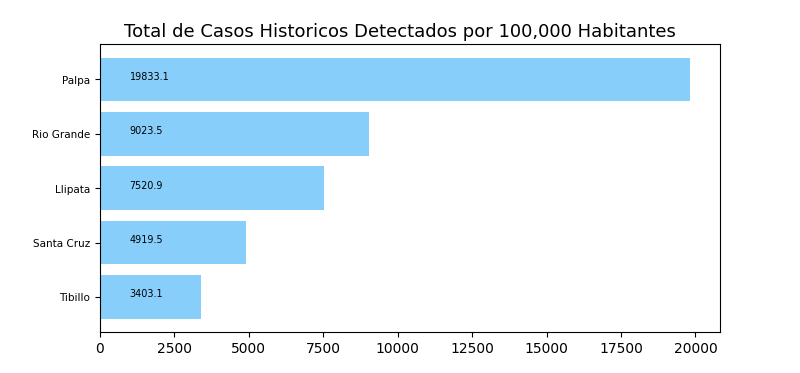 Total de Casos Historicos Detectados por 100,000 Habitantes
Palpa 19833.1
Rio Grande 9023.5
Llipata 7520.9
Santa Cruz 4919.5
Tibillo 3403.1
0 2500 5000 7500 10000 12500 15000 17500 20000